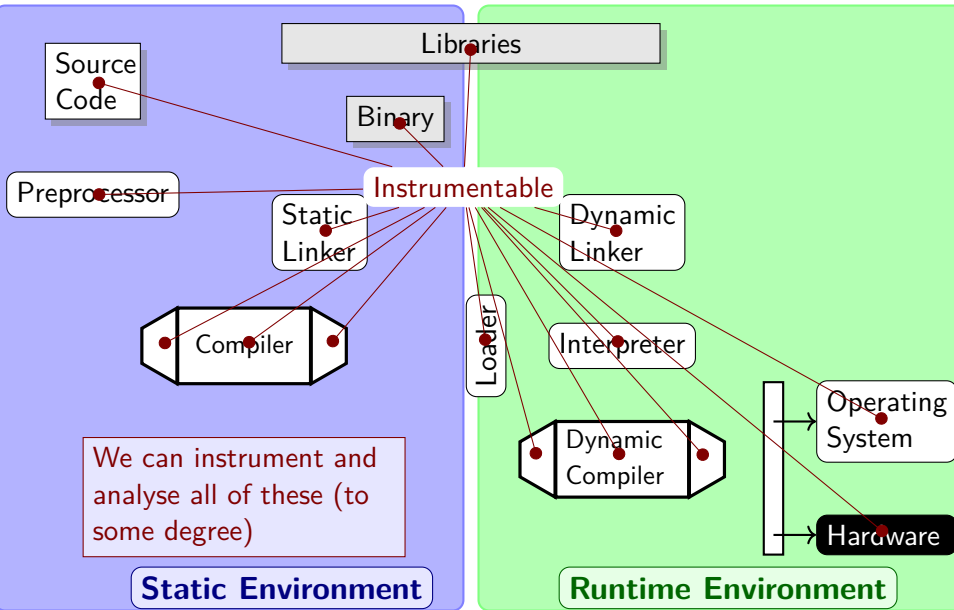 Libraries
Source
Code
Binary
Instrumentable
Preprocessor
Static
Linker
Dynamic
Linker
Compiler
Loader
Interpreter
Operating
System
Dynamic
Compiler
We can instrument and
analyse all of these (to
some degree)
Hardware
Static Environment
Runtime Environment